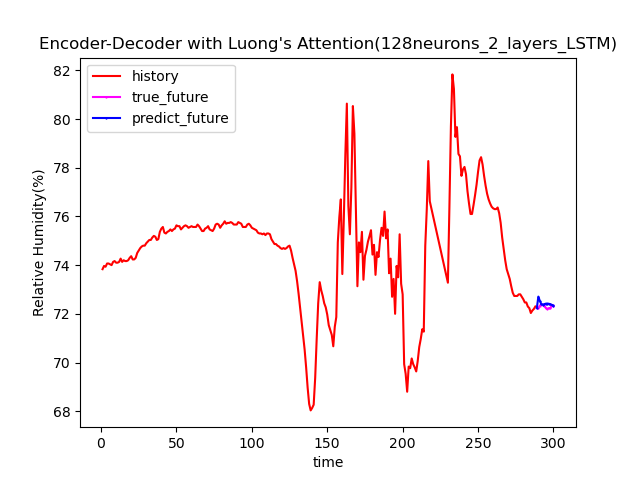 Encoder-Decoder with Luong's Attention(128neurons_2_layers_LSTM)
history
true_future
predict_future
Relative Humidity(%)
82
80
78
76
74
72
70
68
0
50
100
150
200
250
300
time